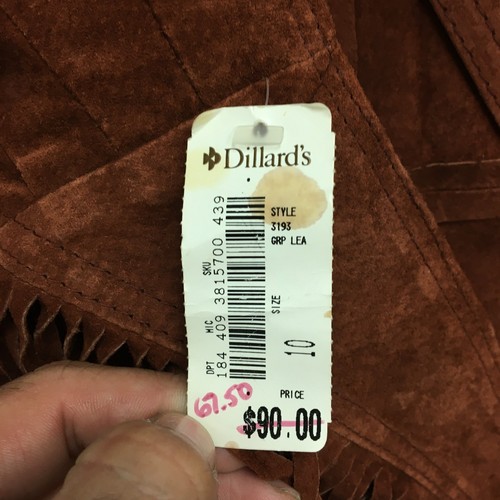 Dillard's
STYLE
3193
GRP LEA
SIZE
10
DPT MIC SKU
184 409 3815700 439
PRICE
67.50
$90.00